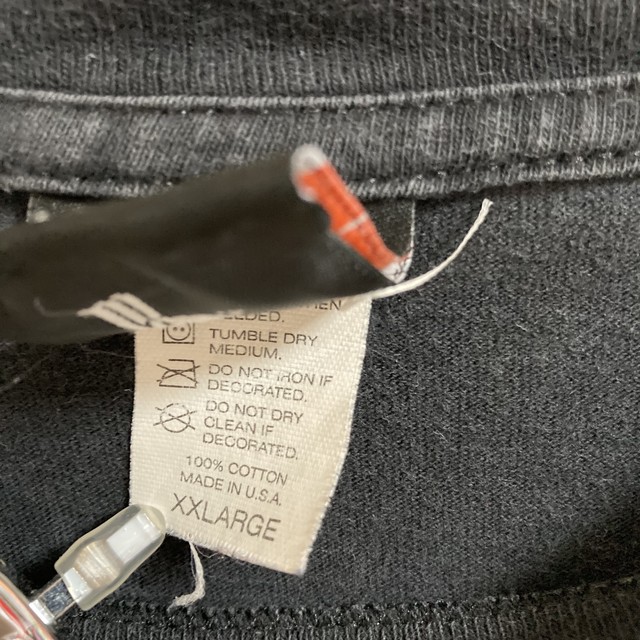 TUMBLE DRY
MEDIUM.
DO NOT IRON IF
DECORATED.
DO NOT DRY
CLEAN IF
DECORATED.
100% COTTON
MADE IN U.S.A.
XXLARGE